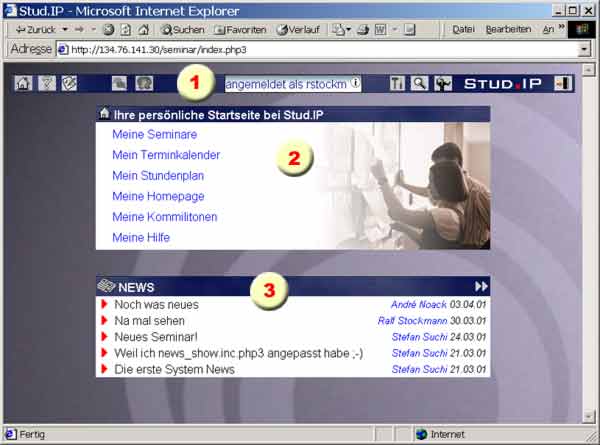 Stud.IP - Microsoft Internet Explorer
Zurück Suchen Favoriten Verlauf Datei Bearbeiten An »
Adresse http://134.76.141.30/seminar/index.php3
1 angemeldet als rstockm STUD.IP
Ihre persönliche Startseite bei Stud.IP
Meine Seminare
2
Mein Terminkalender
Mein Stundenplan
Meine Homepage
Meine Kommilitonen
Meine Hilfe
NEWS 3
Noch was neues André Noack 03.04.01
Na mal sehen Ralf Stockmann 30.03.01
Neues Seminar! Stefan Suchi 24.03.01
Weil ich news_show.inc.php3 angepasst habe ;-) Stefan Suchi 21.03.01
Die erste System News Stefan Suchi 21.03.01
Fertig Internet